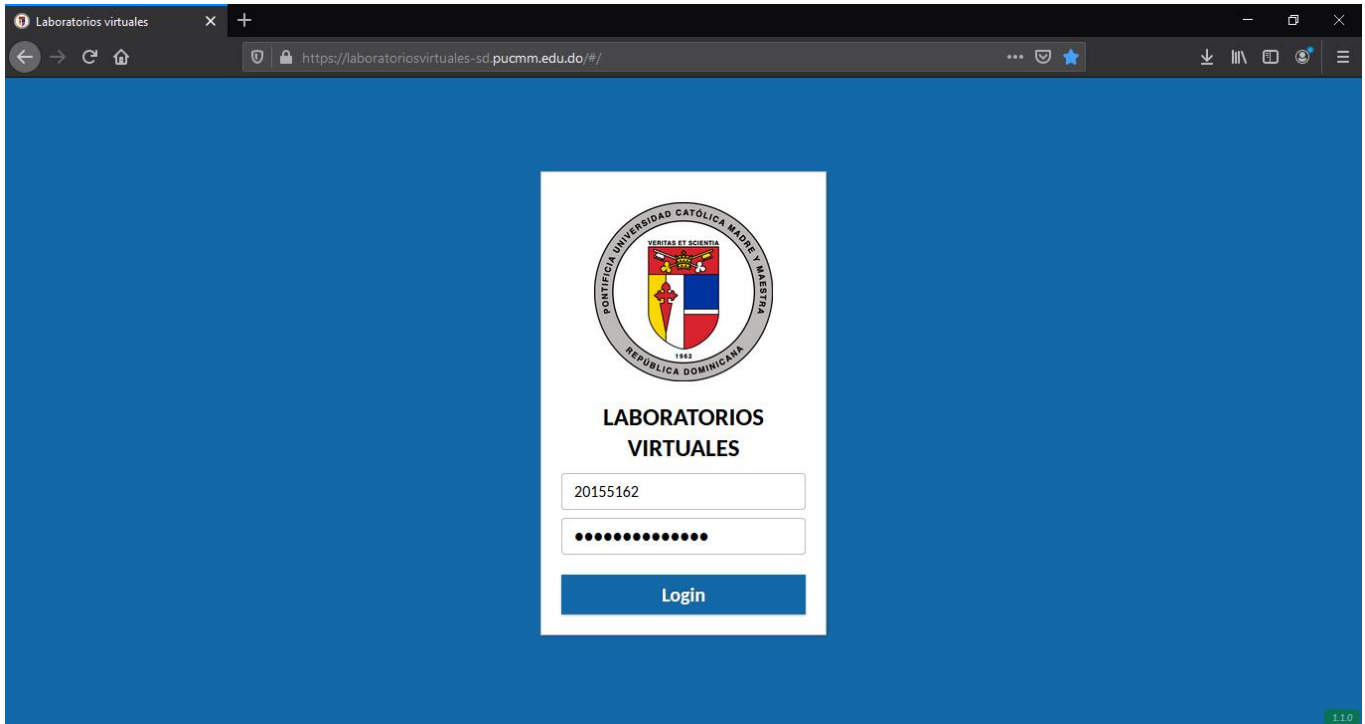 Laboratorios virtuales
https://laboratoriosvirtuales-sd.pucmm.edu.do/#/
PONTIFICIA UNIVERSIDAD CATÓLICA MADRE Y MAESTRA
VERITAS ET SCIENTIA
1962
REPÚBLICA DOMINICANA
LABORATORIOS
VIRTUALES
20155162
••••••••••••••
Login
1.1.0